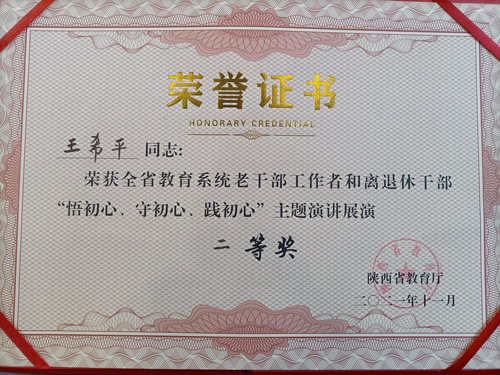 荣誉证书
HONORARY CREDENTIAL
王希平 同志:
荣获全省教育系统老干部工作者和离退休干部
“悟初心、守初心、践初心”主题演讲展演
二等奖
陕西省教育厅
二〇二一年十一月